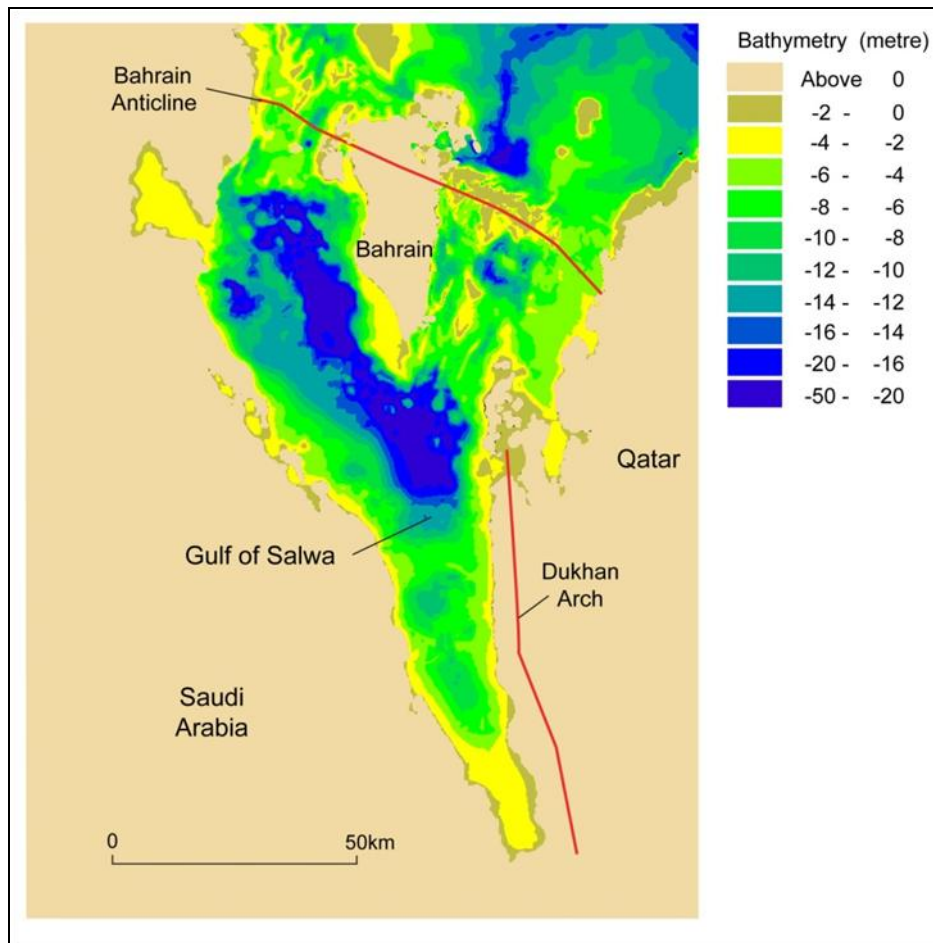 Bahrain
Anticline
Bahrain
Qatar
Gulf of Salwa
Dukhan
Arch
Saudi
Arabia
0 50km
Bathymetry (metre)
Above 0
-2 - 0
-4 - -2
-6 - -4
-8 - -6
-10 - -8
-12 - -10
-14 - -12
-16 - -14
-20 - -16
-50 - -20